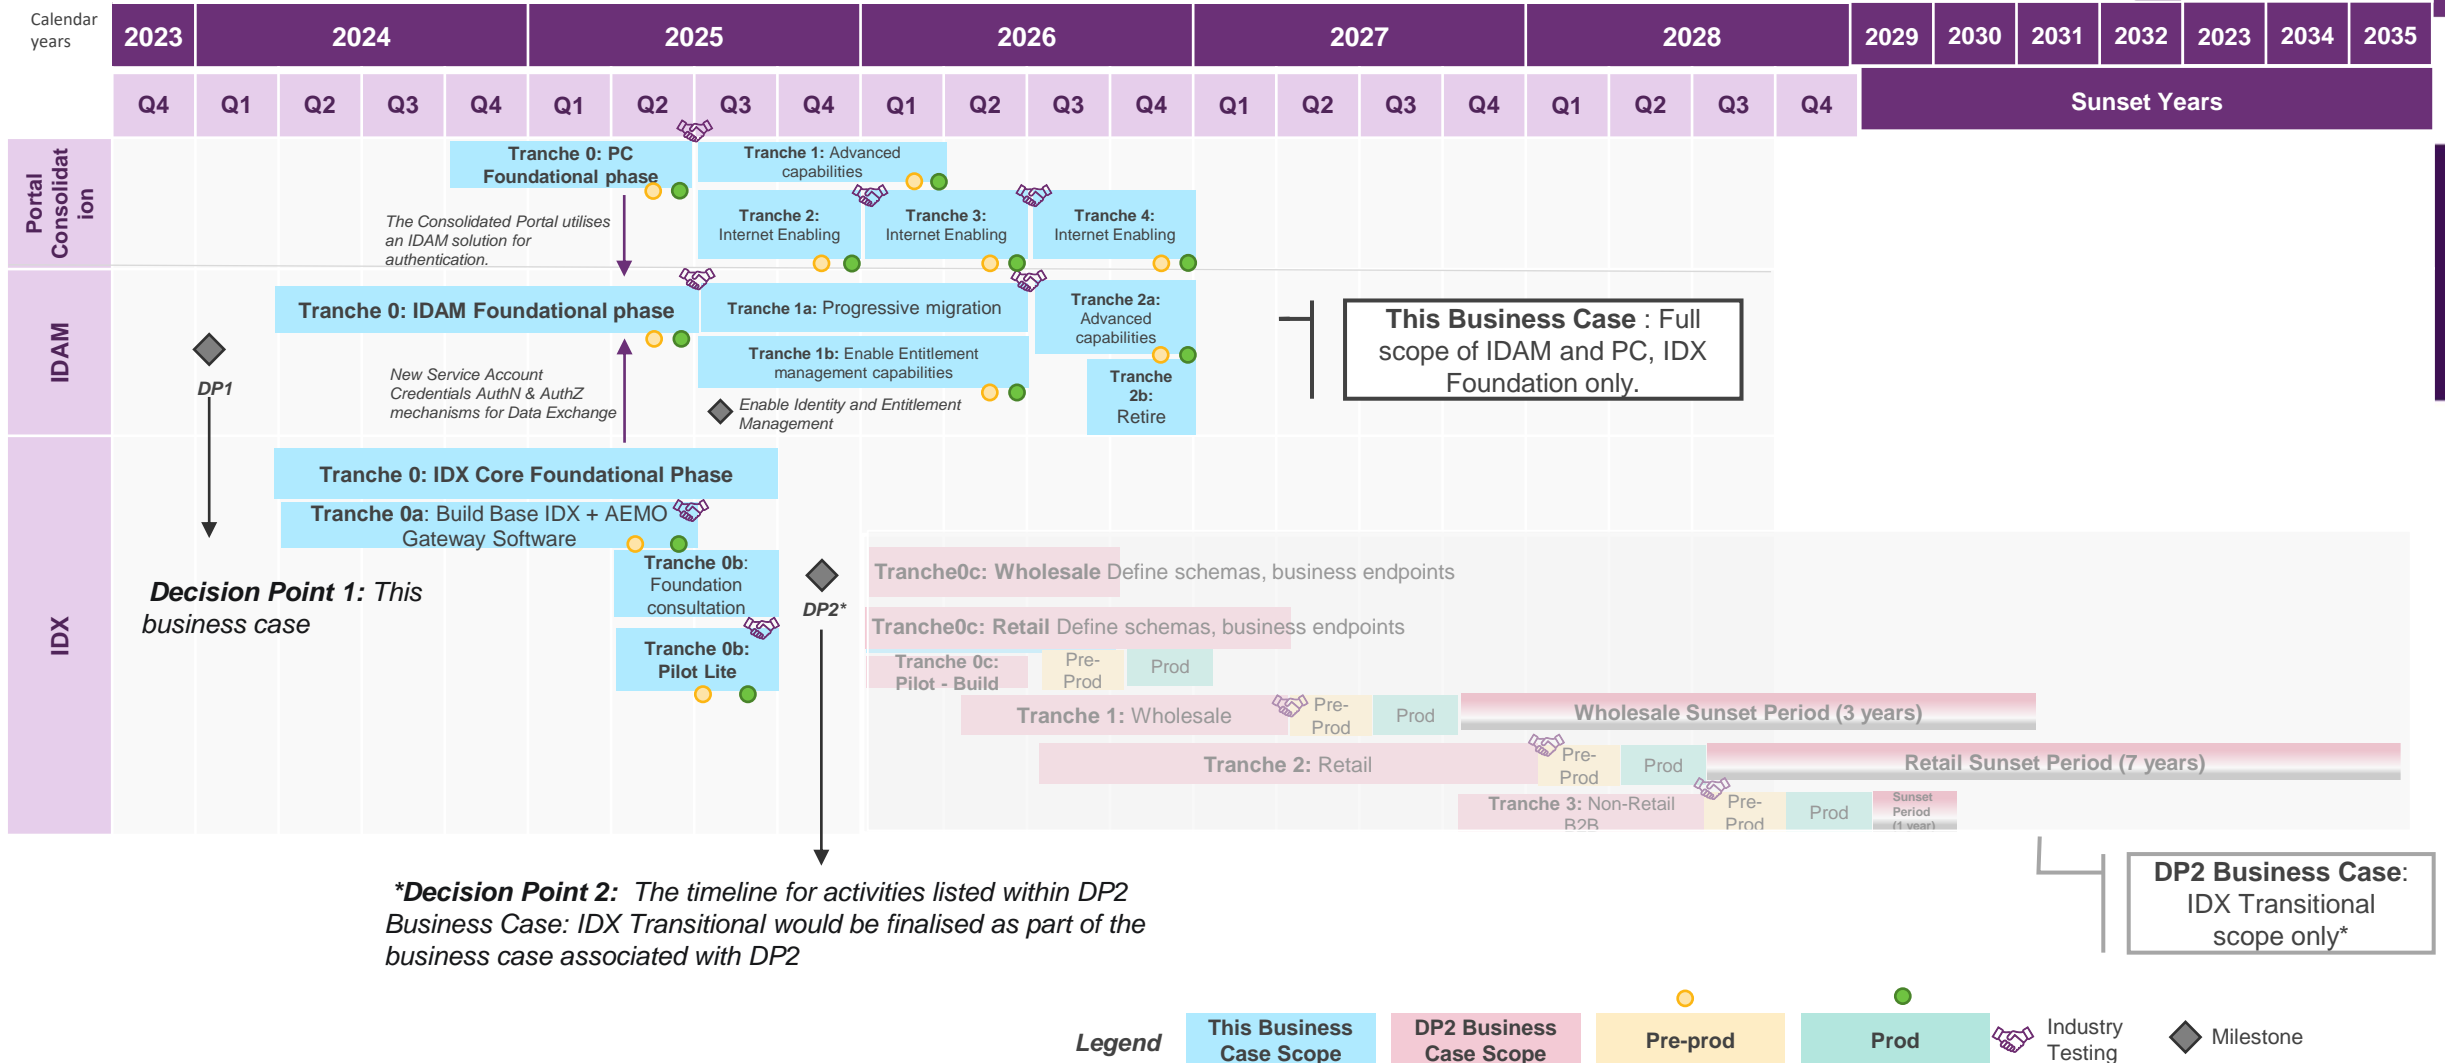 Calendar
years
2023
2024
2025
2026
2027
2028
2029
2030
2031
2032
2023
2034
2035
Q4
Q1
Q2
Q3
Q4
Q1
Q2
Q3
Q4
Q1
Q2
Q3
Q4
Q1
Q2
Q3
Q4
Q1
Q2
Q3
Q4
Sunset Years
Portal
Consolidat
ion
Tranche 0: PC
Foundational phase
Tranche 1: Advanced
capabilities
The Consolidated Portal utilises
an IDAM solution for
authentication.
Tranche 2:
Internet Enabling
Tranche 3:
Internet Enabling
Tranche 4:
Internet Enabling
IDAM
DP1
Tranche 0: IDAM Foundational phase
Tranche 1a: Progressive migration
Tranche 2a:
Advanced
capabilities
Tranche 1b: Enable Entitlement
management capabilities
New Service Account
Credentials AuthN & AuthZ
mechanisms for Data Exchange
Enable Identity and Entitlement
Management
Tranche
2b:
Retire
This Business Case : Full
scope of IDAM and PC, IDX
Foundation only.
IDX
Tranche 0: IDX Core Foundational Phase
Tranche 0a: Build Base IDX + AEMO
Gateway Software
Decision Point 1: This
business case
Tranche 0b:
Foundation
consultation
Tranche 0b:
Pilot Lite
DP2*
Tranche0c: Wholesale Define schemas, business endpoints
Tranche0c: Retail Define schemas, business endpoints
Tranche 0c:
Pilot - Build
Pre-
Prod
Prod
Tranche 1: Wholesale
Pre-
Prod
Prod
Wholesale Sunset Period (3 years)
Tranche 2: Retail
Pre-
Prod
Prod
Retail Sunset Period (7 years)
Tranche 3: Non-Retail
B2B
Pre-
Prod
Prod
Sunset
Period
(1 year)
*Decision Point 2: The timeline for activities listed within DP2
Business Case: IDX Transitional would be finalised as part of the
business case associated with DP2
DP2 Business Case:
IDX Transitional
scope only*
Legend
This Business
Case Scope
DP2 Business
Case Scope
Pre-prod
Prod
Industry
Testing
Milestone